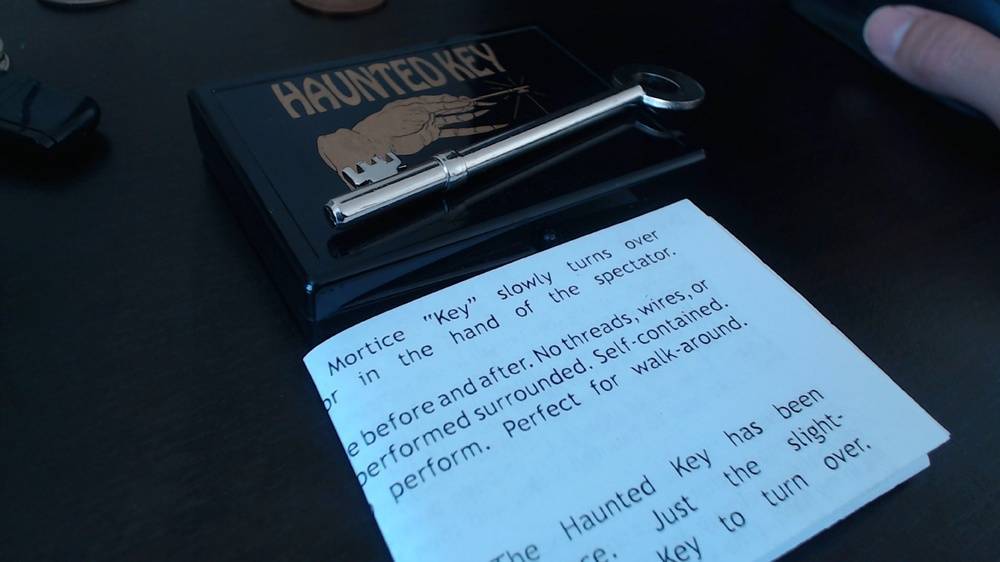 HAUNTED KEY
Mortice "Key" slowly turns over
or in the hand of the spectator.
e before and after. No threads, wires, or
performed surrounded. Self-contained.
perform. Perfect for walk-around.
The Haunted Key has been
ce. Just the slight-
Key to turn over.